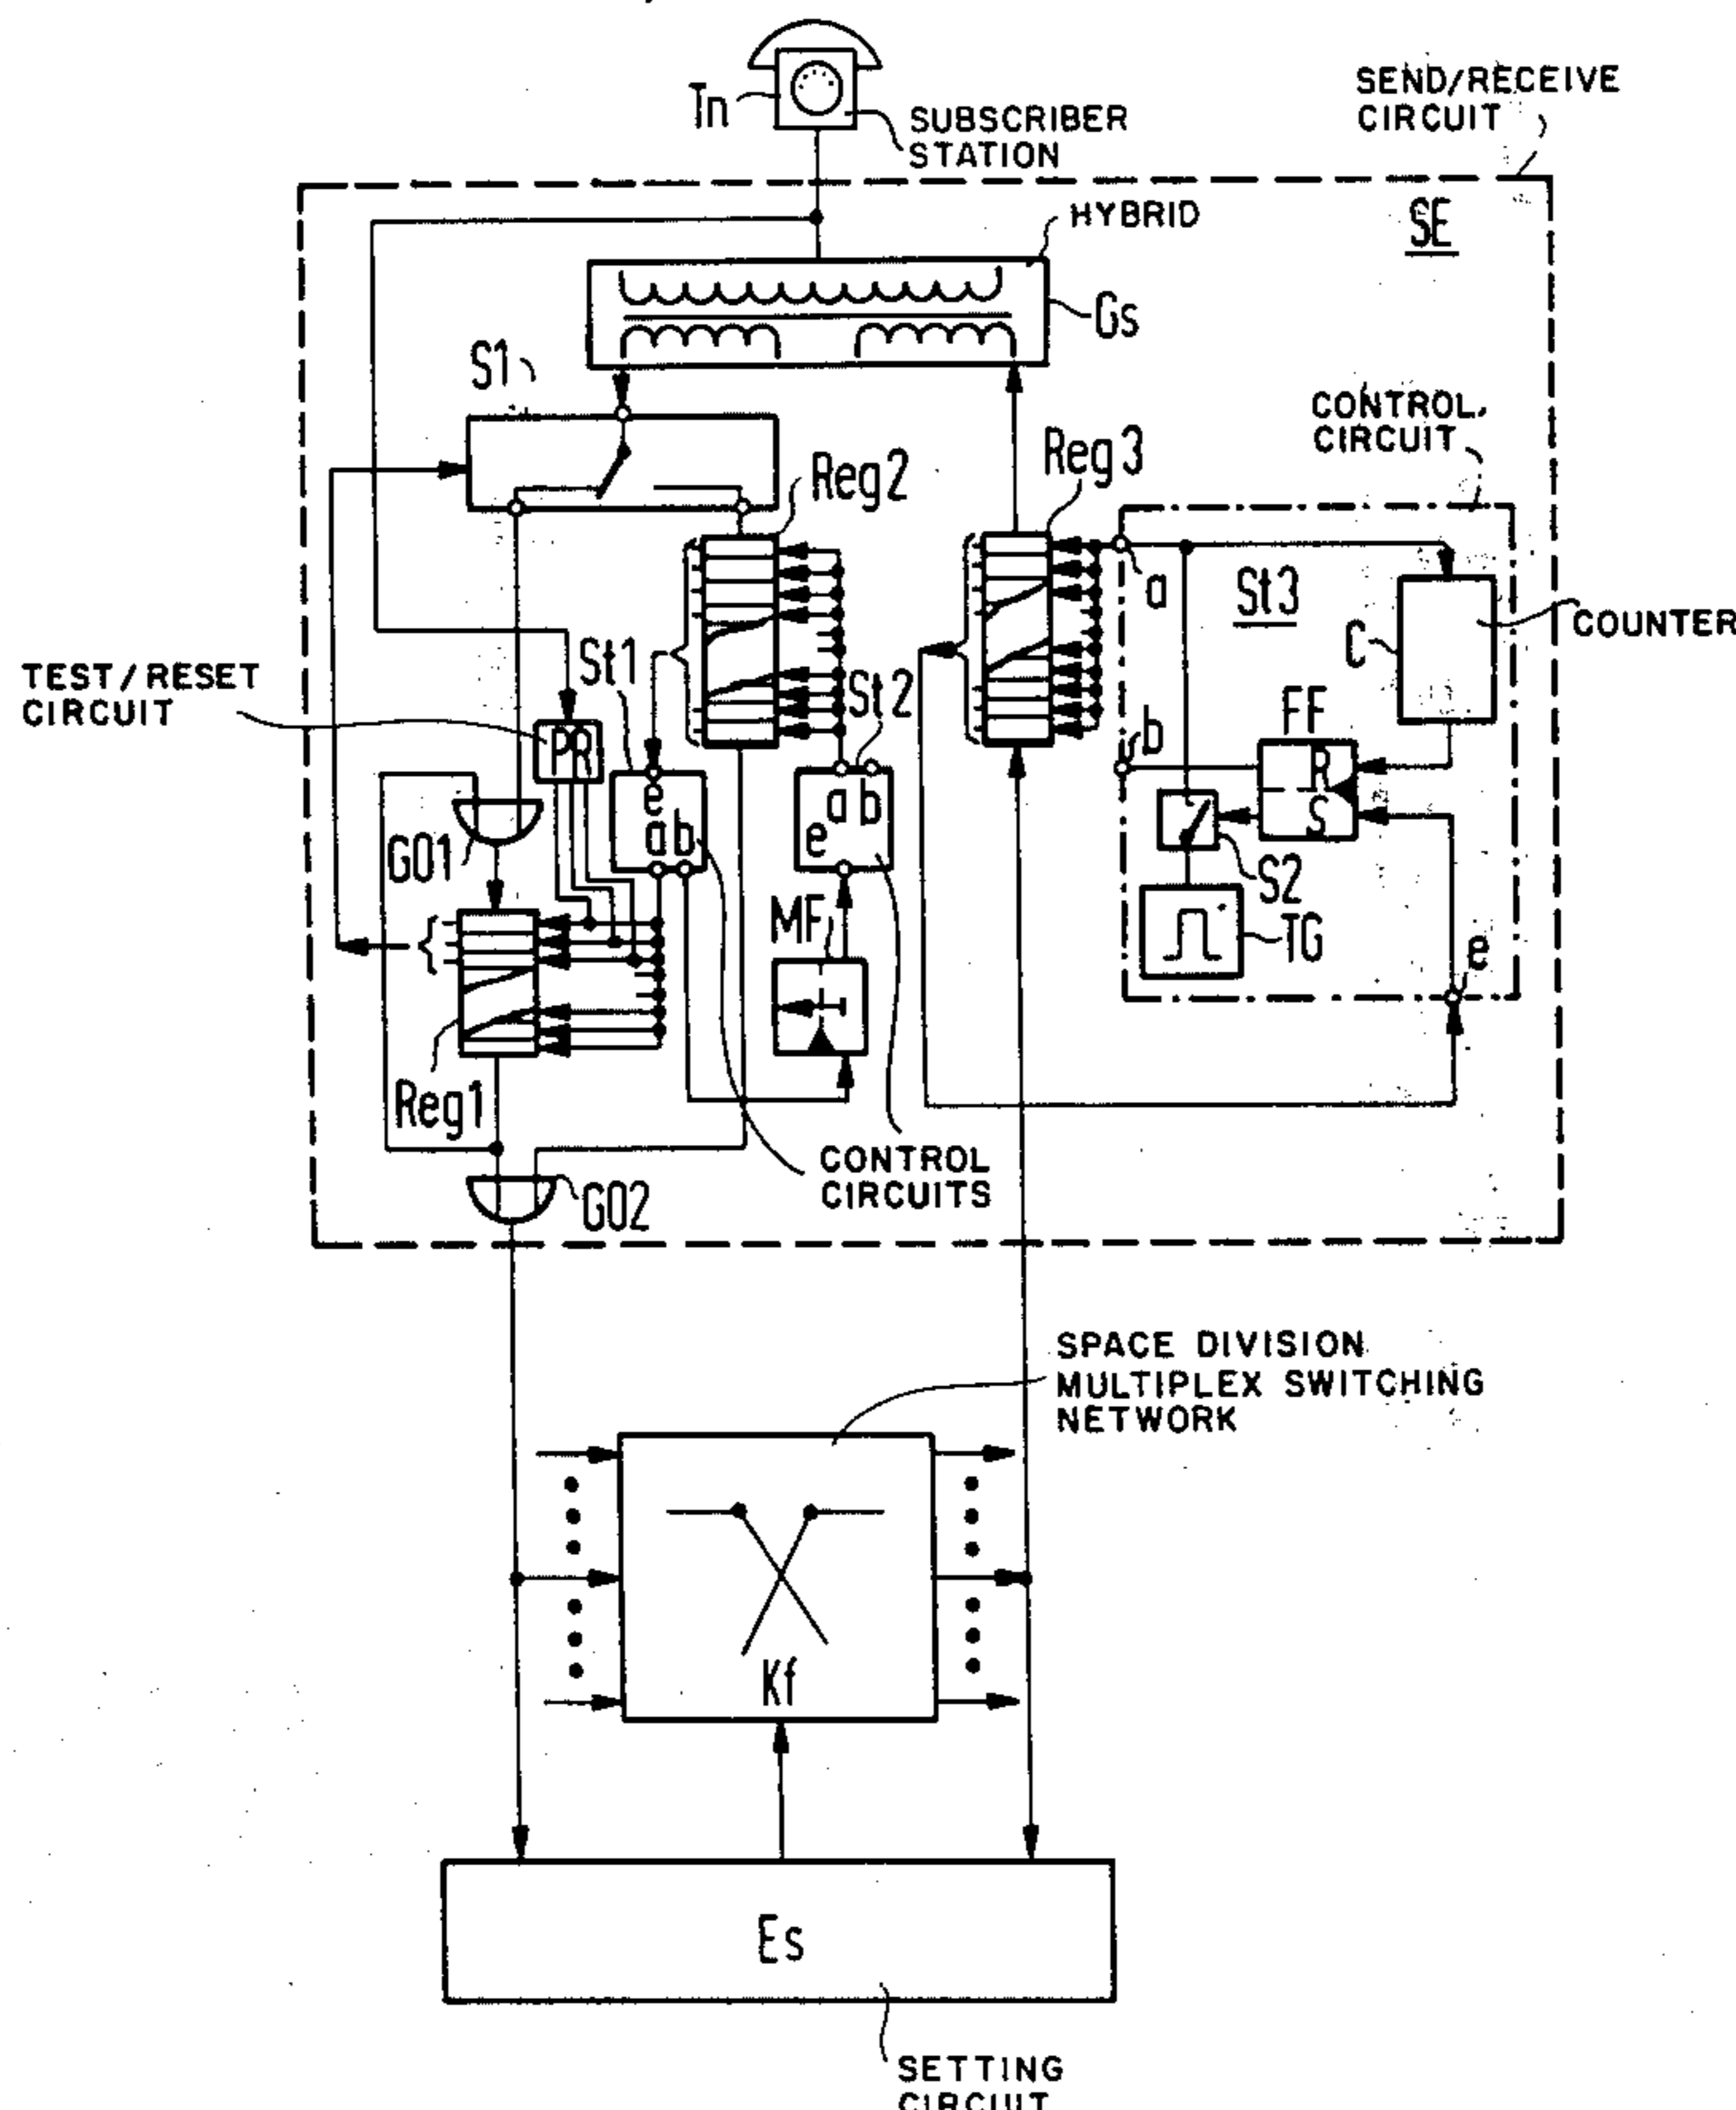 Tn
SUBSCRIBER
STATION
SEND/RECEIVE
CIRCUIT
SE
HYBRID
Gs
S1
CONTROL
CIRCUIT
Reg2
Reg3
a
St3
C
COUNTER
TEST/RESET
CIRCUIT
St1
St2
b
FF
PR
R
S
e
a b
a b
e
G01
S2
MF
TG
e
Reg1
CONTROL
CIRCUITS
G02
SPACE DIVISION
MULTIPLEX SWITCHING
NETWORK
Kf
Es
SETTING
CIRCUIT